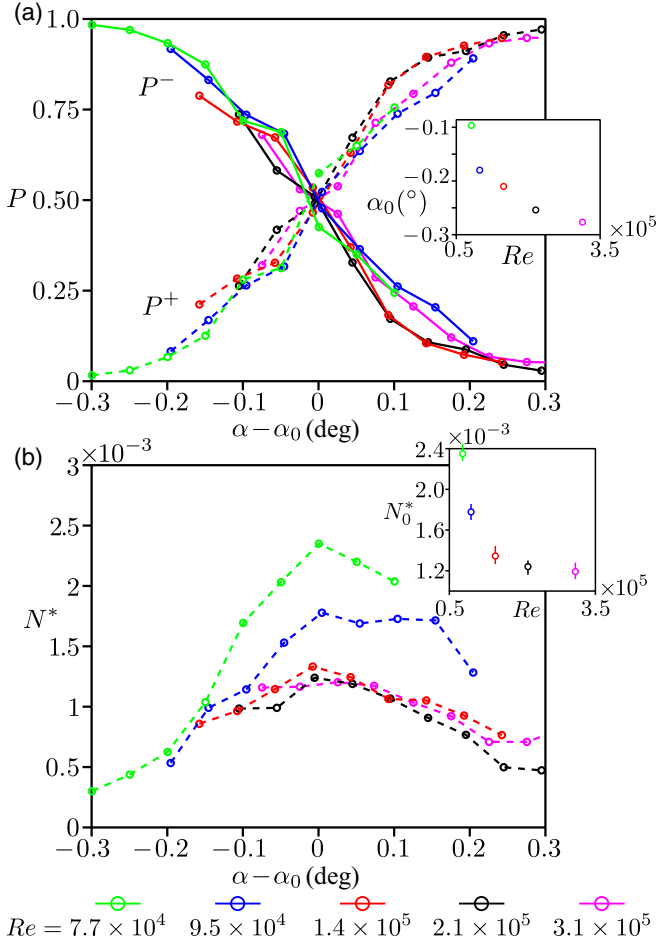 (a)
1.0
0.75
P 0.50
0.25
0
P⁻
P⁺
−0.3 −0.2 −0.1 0 0.1 0.2 0.3
α−α₀ (deg)
−0.1
−0.2
−0.3
α₀(°)
0.5 Re 3.5
×10⁵
(b)
×10⁻³
3
2.5
2
N*
1.5
1
0.5
0
−0.3 −0.2 −0.1 0 0.1 0.2 0.3
α−α₀ (deg)
×10⁻³
2.4
2.0
N₀*
1.6
1.2
×10⁵
0.5 Re 3.5
Re = 7.7 × 10⁴ 9.5 × 10⁴ 1.4 × 10⁵ 2.1 × 10⁵ 3.1 × 10⁵